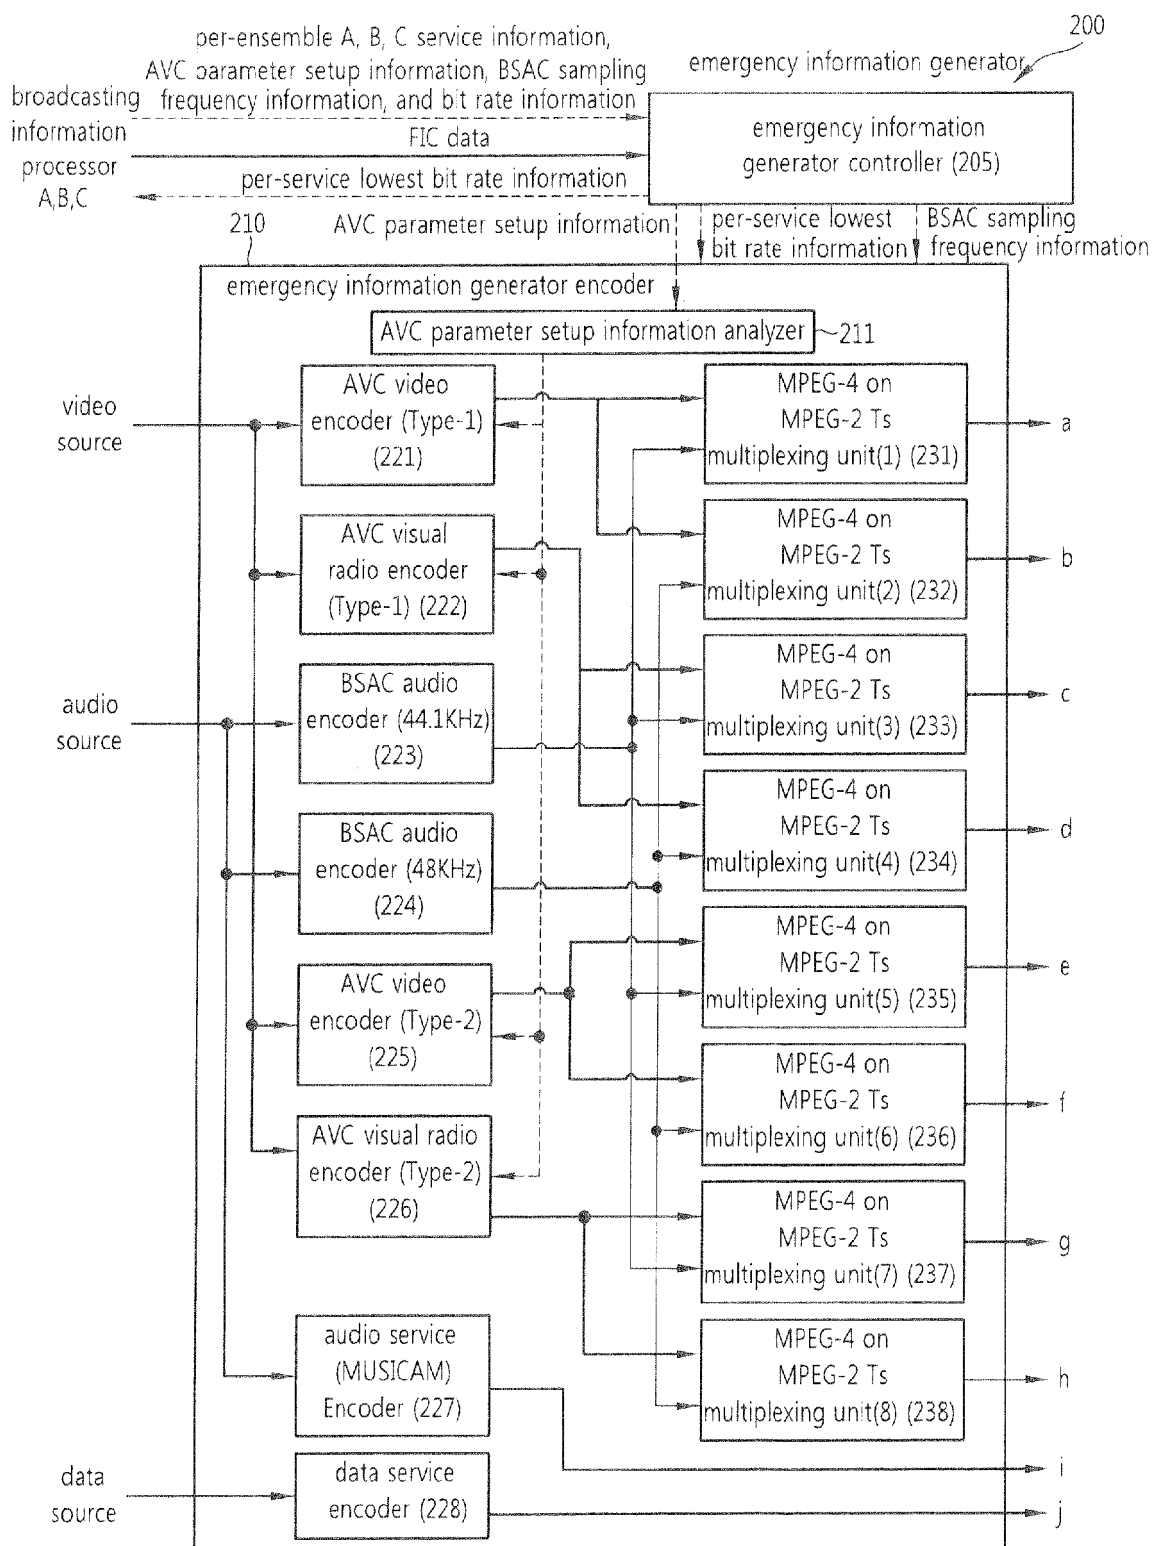 200
per-ensemble A, B, C service information,
AVC parameter setup information, BSAC sampling
frequency information, and bit rate information
emergency information generator
broadcasting
information
processor
A,B,C
FIC data
per-service lowest bit rate information
emergency information
generator controller (205)
210
AVC parameter setup information
per-service lowest
bit rate information
BSAC sampling
frequency information
emergency information generator encoder
AVC parameter setup information analyzer
211
video
source
AVC video
encoder (Type-1)
(221)
MPEG-4 on
MPEG-2 Ts
multiplexing unit(1) (231)
a
AVC visual
radio encoder
(Type-1) (222)
MPEG-4 on
MPEG-2 Ts
multiplexing unit(2) (232)
b
audio
source
BSAC audio
encoder (44.1KHz)
(223)
MPEG-4 on
MPEG-2 Ts
multiplexing unit(3) (233)
c
BSAC audio
encoder (48KHz)
(224)
MPEG-4 on
MPEG-2 Ts
multiplexing unit(4) (234)
d
AVC video
encoder (Type-2)
(225)
MPEG-4 on
MPEG-2 Ts
multiplexing unit(5) (235)
e
AVC visual radio
encoder (Type-2)
(226)
MPEG-4 on
MPEG-2 Ts
multiplexing unit(6) (236)
f
MPEG-4 on
MPEG-2 Ts
multiplexing unit(7) (237)
g
audio service
(MUSICAM)
Encoder (227)
MPEG-4 on
MPEG-2 Ts
multiplexing unit(8) (238)
h
i
data
source
data service
encoder (228)
j